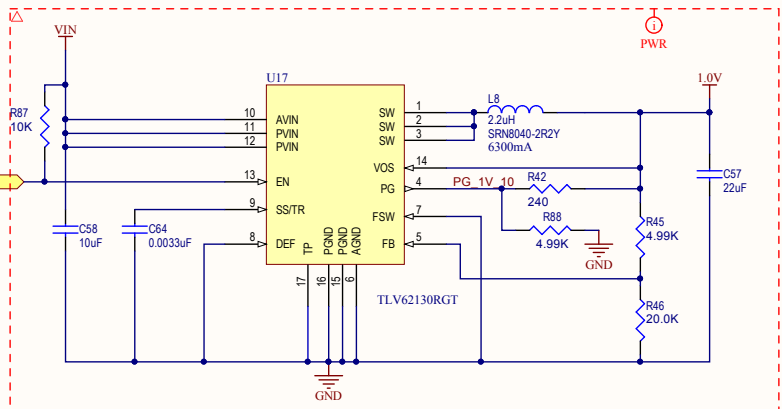 i
PWR
VIN
U17
1.0V
R87
10K
L8
2.2uH
SRN8040-2R2Y
6300mA
10 AVIN SW 1
11 PVIN SW 2
12 PVIN SW 3
VOS 14
13 EN PG 4 PG_1V_10
R42
240
9 SS/TR FSW 7
C57
22uF
C58
10uF
C64
0.0033uF
R88
4.99K
R45
4.99K
8 DEF FB 5
GND
TP PGND PGND AGND
17 16 15 6
TLV62130RGT
R46
20.0K
GND